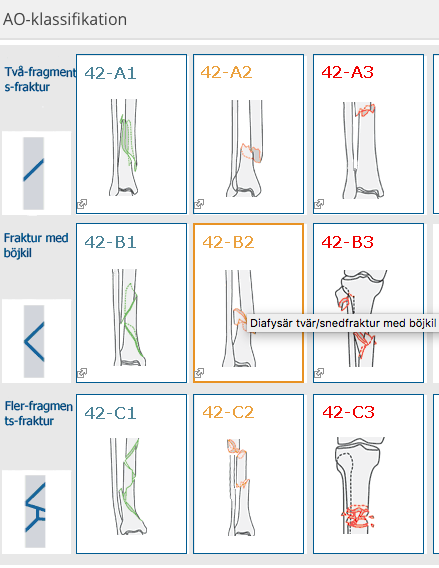 AO-klassifikation
Två-fragment
s-fraktur
42-A1
42-A2
42-A3
Fraktur med
böjkil
42-B1
42-B2
42-B3
Diafysär tvär/snedfraktur med böjkil
Fler-fragmen
ts-fraktur
42-C1
42-C2
42-C3